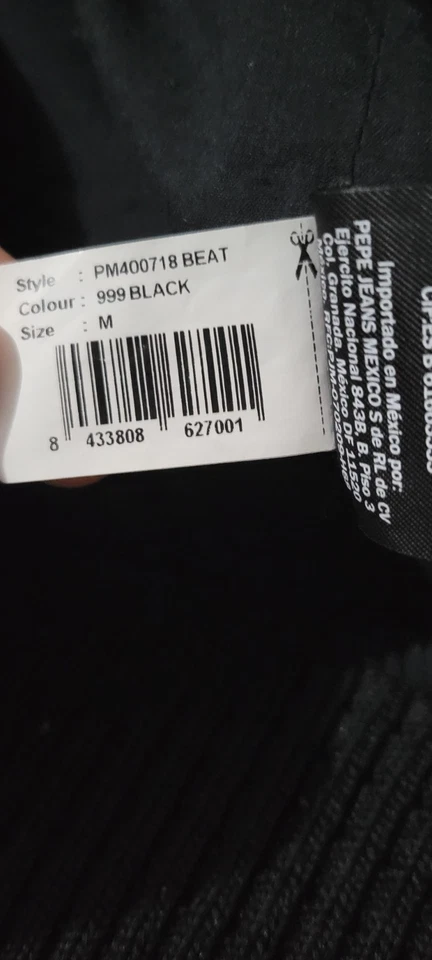 Style : PM400718 BEAT
Colour : 999 BLACK
Size : M
8 433808 627001
Importado en México por:
PEPE JEANS MEXICO S de RL de CV
Ejercito Nacional 843B, B, Piso 3
Col. Granada, México DF, 11520